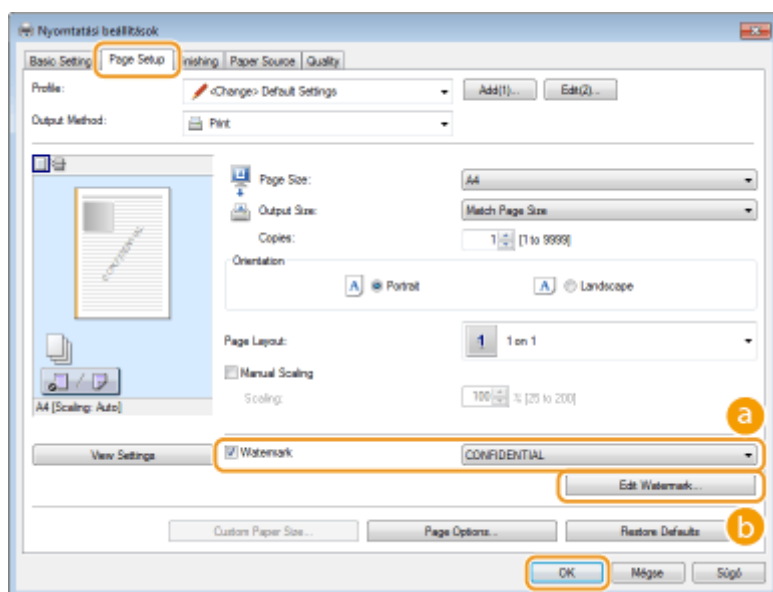 Nyomtatási beállítások
Basic Setting Page Setup Finishing Paper Source Quality
Profile: <Change> Default Settings Add(1)... Edit(2)...
Output Method: Print
Page Size: A4
Output Size: Match Page Size
Copies: 1 [1 to 9999]
Orientation
A Portrait A Landscape
CONFIDENTIAL
Page Layout: 1 1 on 1
Manual Scaling
Scaling: 100 % [25 to 200]
A4 [Scaling: Auto]
a
View Settings Watermark CONFIDENTIAL
Edit Watermark...
b
Custom Paper Size... Page Options... Restore Defaults
OK Mégse Súgó